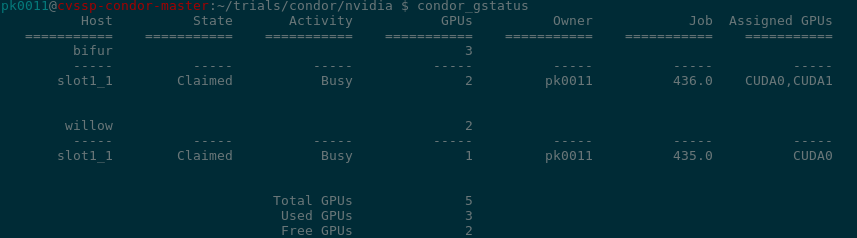 pk0011@cvssp-condor-master:~/trials/condor/nvidia $ condor_gstatus
Host State Activity GPUs Owner Job Assigned GPUs
=========== =========== =========== =========== =========== =========== ===========
bifur 3
----- ----- ----- ----- ----- ----- -----
slot1_1 Claimed Busy 2 pk0011 436.0 CUDA0,CUDA1
willow 2
----- ----- ----- ----- ----- ----- -----
slot1_1 Claimed Busy 1 pk0011 435.0 CUDA0
Total GPUs 5
Used GPUs 3
Free GPUs 2